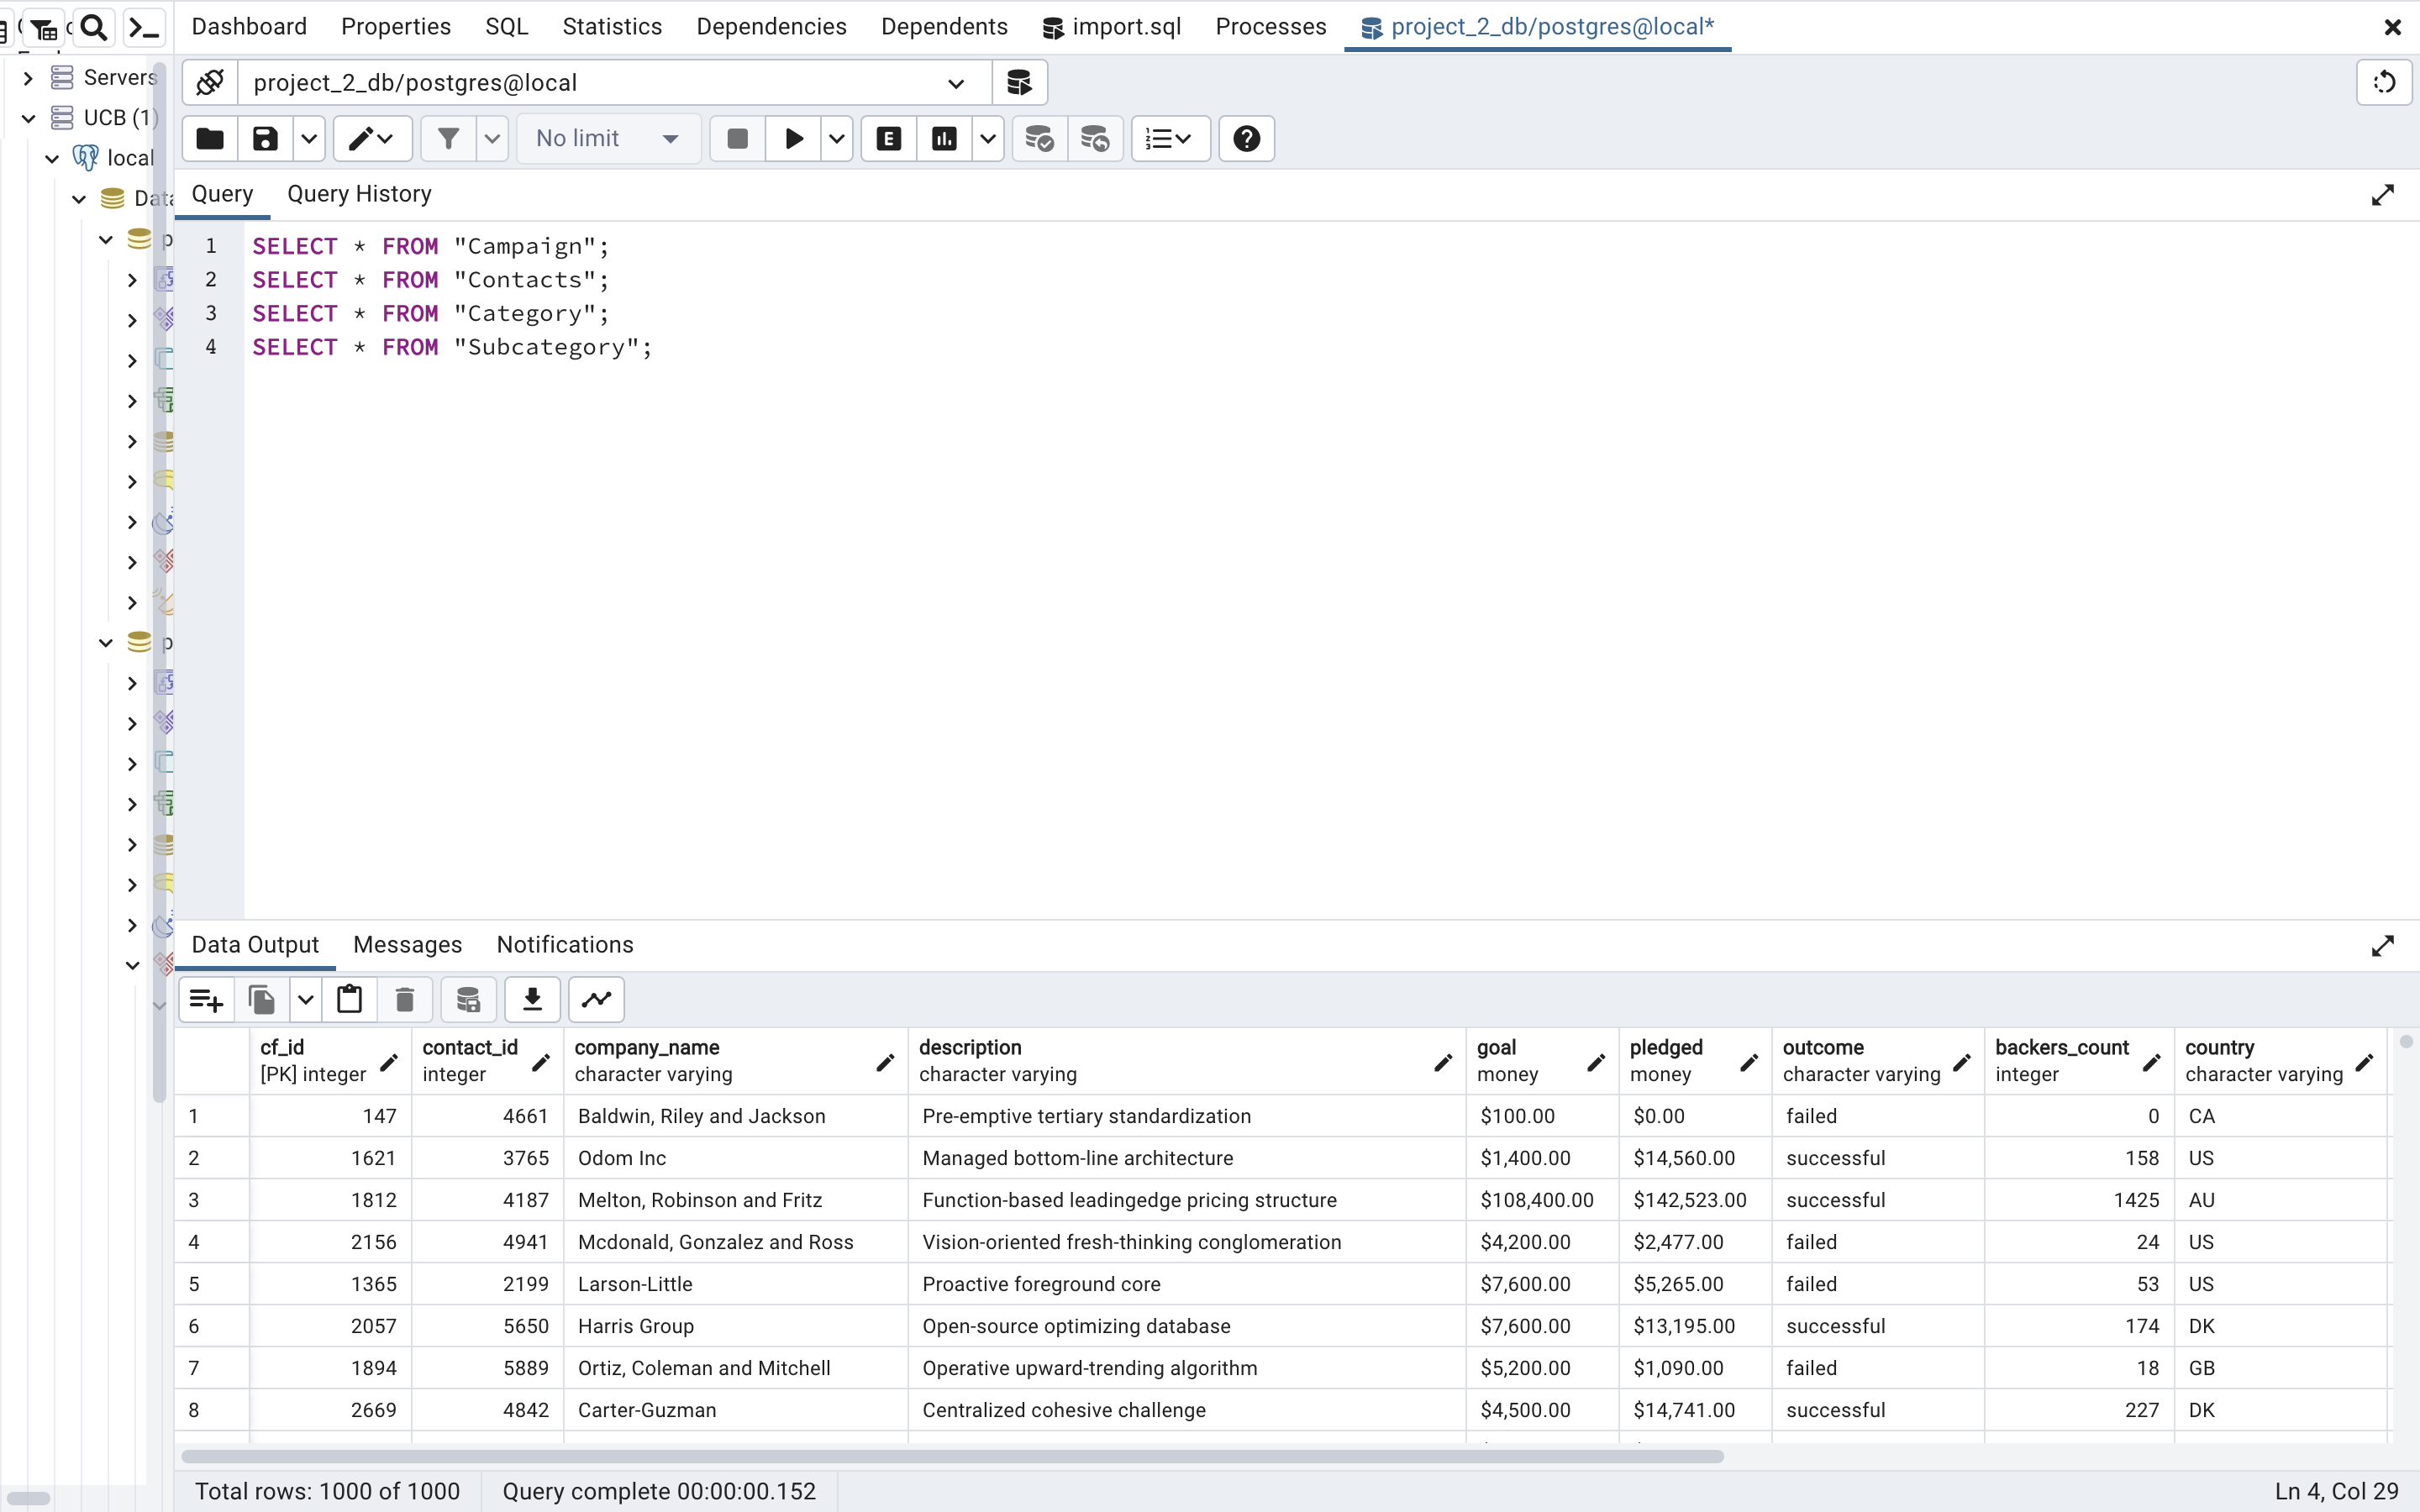 Dashboard Properties SQL Statistics Dependencies Dependents import.sql Processes project_2_db/postgres@local*
Servers
UCB (1)
local
project_2_db/postgres@local
No limit
Query Query History
1 SELECT * FROM "Campaign";
2 SELECT * FROM "Contacts";
3 SELECT * FROM "Category";
4 SELECT * FROM "Subcategory";
Data Output Messages Notifications
cf_id contact_id company_name description goal pledged outcome backers_count country
[PK] integer integer character varying character varying money money character varying integer character varying
1 147 4661 Baldwin, Riley and Jackson Pre-emptive tertiary standardization $100.00 $0.00 failed 0 CA
2 1621 3765 Odom Inc Managed bottom-line architecture $1,400.00 $14,560.00 successful 158 US
3 1812 4187 Melton, Robinson and Fritz Function-based leadingedge pricing structure $108,400.00 $142,523.00 successful 1425 AU
4 2156 4941 Mcdonald, Gonzalez and Ross Vision-oriented fresh-thinking conglomeration $4,200.00 $2,477.00 failed 24 US
5 1365 2199 Larson-Little Proactive foreground core $7,600.00 $5,265.00 failed 53 US
6 2057 5650 Harris Group Open-source optimizing database $7,600.00 $13,195.00 successful 174 DK
7 1894 5889 Ortiz, Coleman and Mitchell Operative upward-trending algorithm $5,200.00 $1,090.00 failed 18 GB
8 2669 4842 Carter-Guzman Centralized cohesive challenge $4,500.00 $14,741.00 successful 227 DK
Total rows: 1000 of 1000 Query complete 00:00:00.152 Ln 4, Col 29